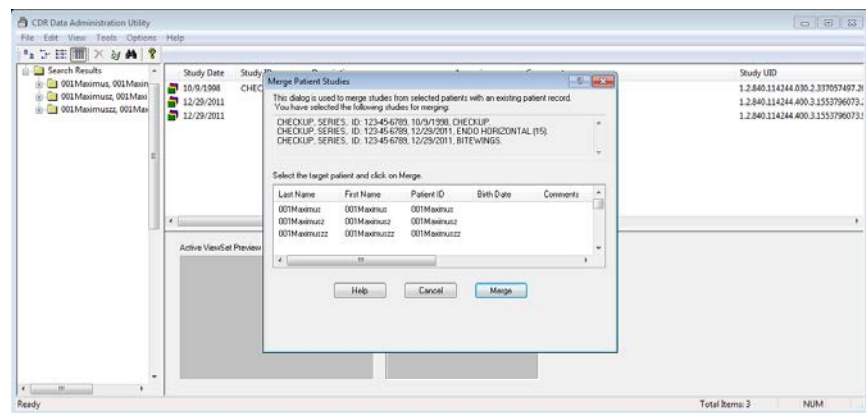 CDR Data Administration Utility
File Edit View Tools Options Help
Search Results
001Maximus, 001Maxin
001Maximusz, 001Maxi
001Maximuszz, 001Max
Study Date Study Study UID
10/9/1998 CHEC 1.2.840.114244.030.2.337057497.2
12/29/2011 1.2.840.114244.400.3.1553796073.
12/29/2011 1.2.840.114244.400.3.1553796073.
Merge Patient Studies
This dialog is used to merge studies from selected patients with an existing patient record.
You have selected the following studies for merging:
CHECKUP, SERIES, ID: 123-45-6789, 10/9/1998, CHECKUP.
CHECKUP, SERIES, ID: 123-45-6789, 12/29/2011, ENDO HORIZONTAL (15).
CHECKUP, SERIES, ID: 123-45-6789, 12/29/2011, BITEWINGS.
Select the target patient and click on Merge.
Last Name First Name Patient ID Birth Date Comments
001Maximus 001Maximus 001Maximus
001Maximusz 001Maximusz 001Maximusz
001Maximuszz 001Maximuszz 001Maximuszz
Help Cancel Merge
Active ViewSet Preview
Ready Total Items: 3 NUM